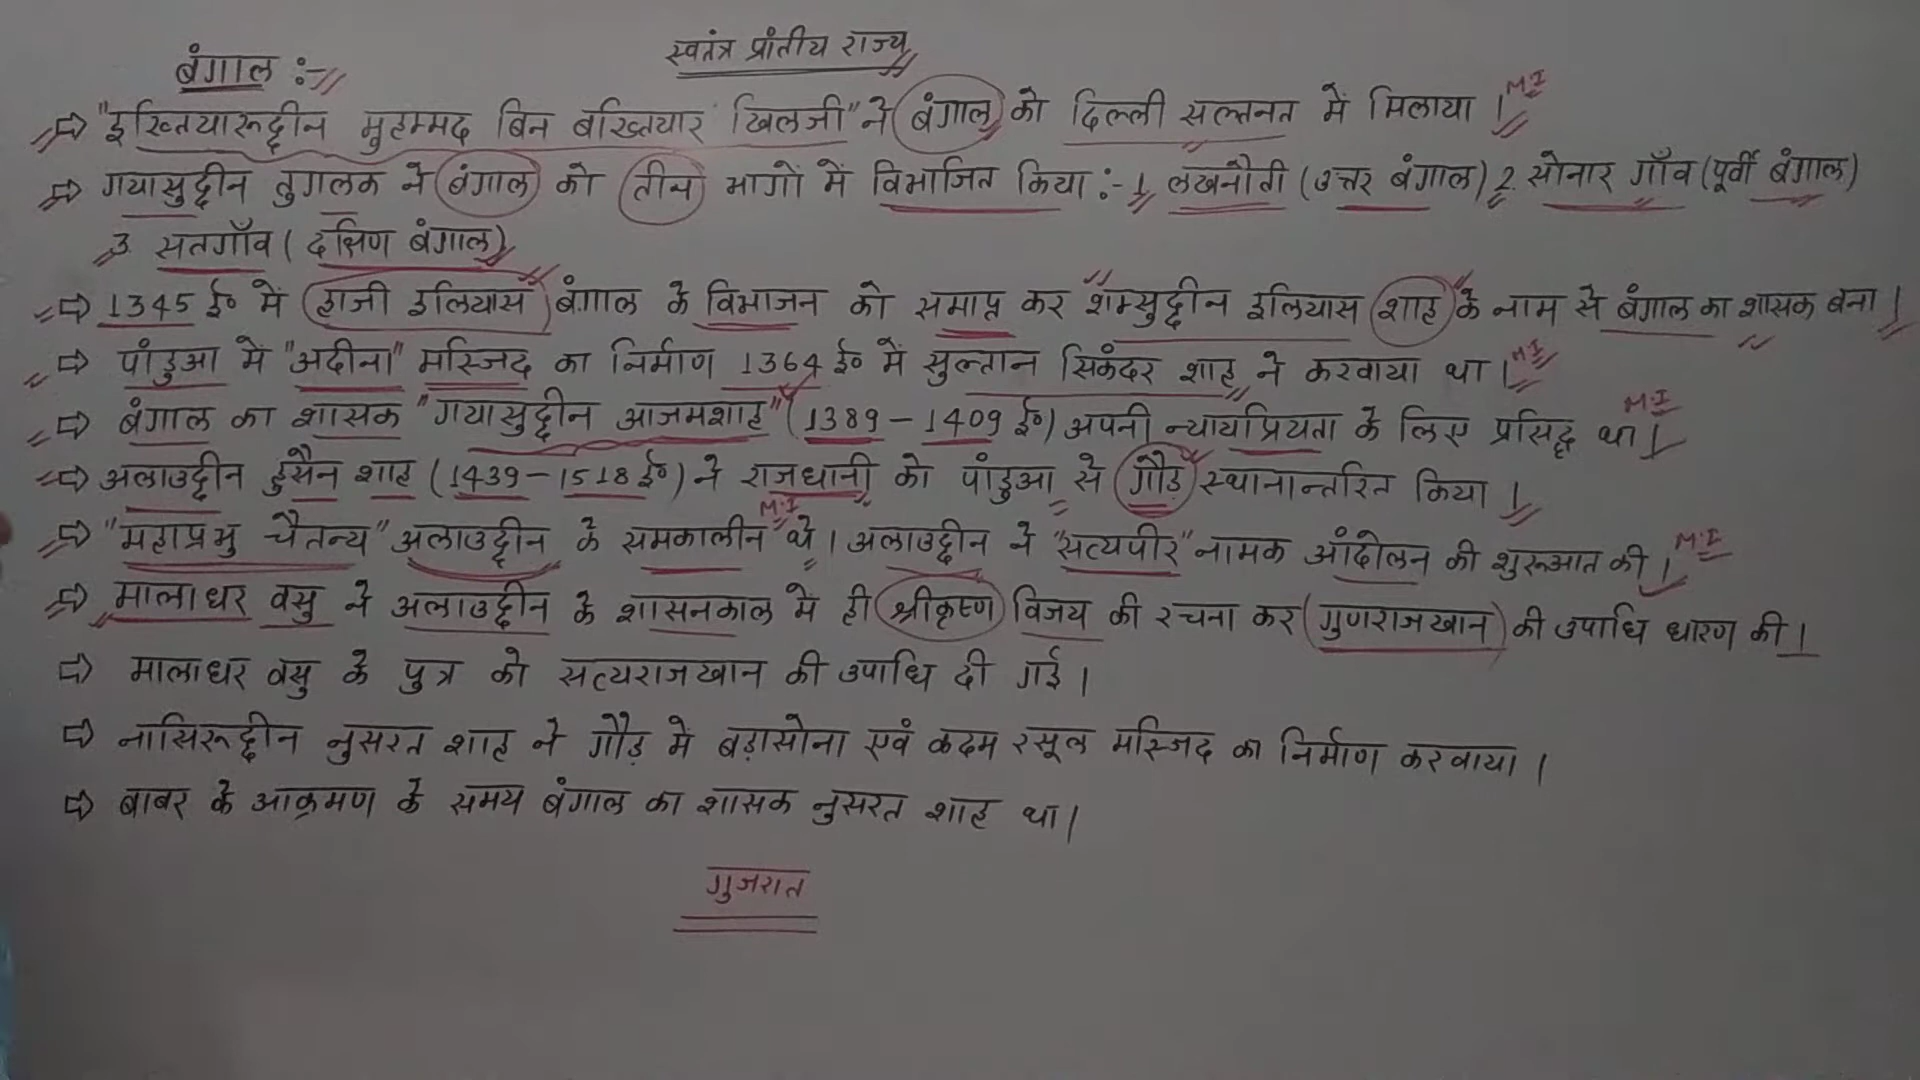 स्वतंत्र प्रांतीय राज्य
बंगाल :-
⇒ "इख्तियारूद्दीन मुहम्मद बिन बख्तियार खिलजी" ने बंगाल को दिल्ली सल्तनत में मिलाया । M.I
⇒ गयासुद्दीन तुगलक ने बंगाल को तीन भागों में विभाजित किया :- 1. लखनौती (उत्तर बंगाल) 2. सोनार गाँव (पूर्वी बंगाल)
3. सतगाँव (दक्षिण बंगाल)
⇒ 1345 ई० में हाजी इलियास बंगाल के विभाजन को समाप्त कर शम्सुद्दीन इलियास शाह के नाम से बंगाल का शासक बना ।
⇒ पांडुआ में "अदीना" मस्जिद का निर्माण 1364 ई० में सुल्तान सिकंदर शाह ने करवाया था । M.I
⇒ बंगाल का शासक "गयासुद्दीन आजमशाह" (1389 - 1409 ई०) अपनी न्यायप्रियता के लिए प्रसिद्ध था । M.I
⇒ अलाउद्दीन हुसैन शाह (1439 - 1518 ई०) ने राजधानी को पांडुआ से गौड़ स्थानान्तरित किया ।
⇒ "महाप्रभु चैतन्य" अलाउद्दीन के समकालीन थे । M.I अलाउद्दीन ने "सत्यपीर" नामक आंदोलन की शुरूआत की । M.I
⇒ मालाधर वसु ने अलाउद्दीन के शासनकाल में ही श्रीकृष्ण विजय की रचना कर गुणराजखान की उपाधि धारण की ।
⇒ मालाधर वसु के पुत्र को सत्यराजखान की उपाधि दी गई ।
⇒ नासिरूद्दीन नुसरत शाह ने गौड़ में बड़ासोना एवं कदम रसूल मस्जिद का निर्माण करवाया ।
⇒ बाबर के आक्रमण के समय बंगाल का शासक नुसरत शाह था ।
गुजरात